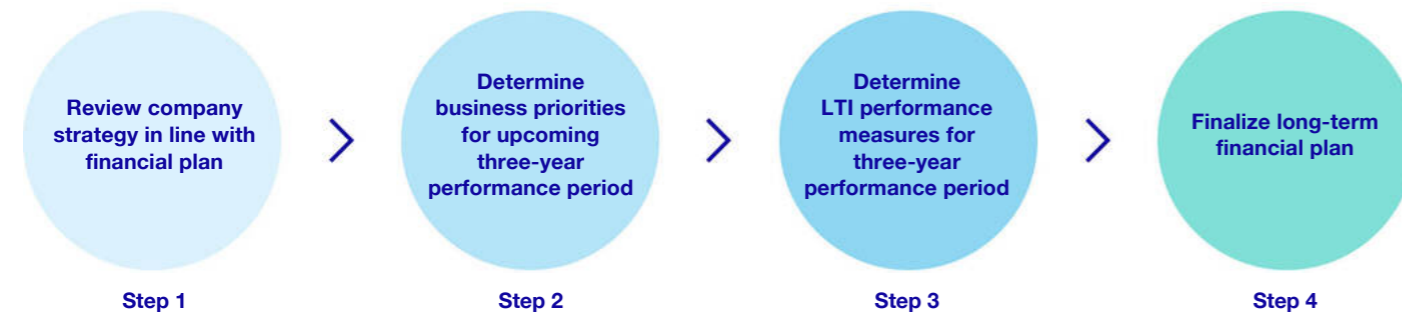 Review company
strategy in line with
financial plan
Determine
business priorities
for upcoming
three-year
performance period
Determine
LTI performance
measures for
three-year
performance period
Finalize long-term
financial plan
Step 1
Step 2
Step 3
Step 4